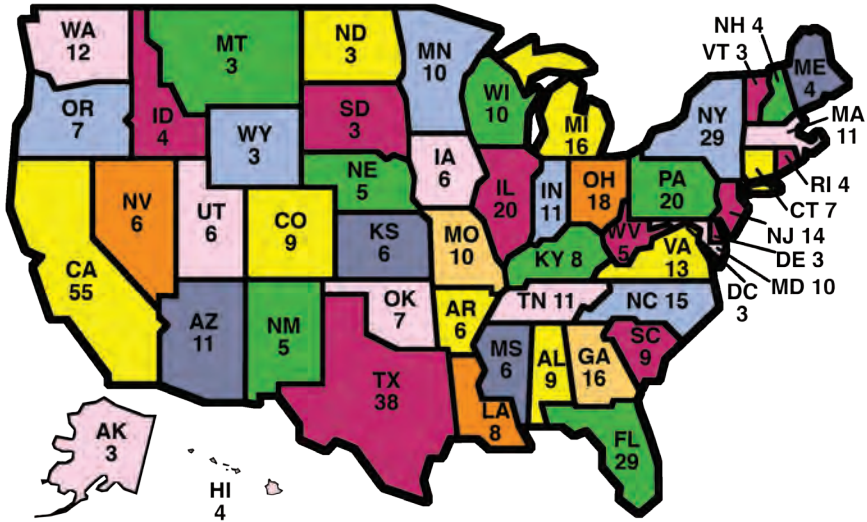 WA
12
MT
3
ND
3
MN
10
NH 4
VT 3
ME
4
OR
7
ID
4
WY
3
SD
3
WI
10
MI
16
NY
29
MA
11
NV
6
UT
6
CO
9
NE
5
IA
6
IL
20
IN
11
OH
18
PA
20
RI 4
CT 7
NJ 14
DE 3
MD 10
DC
3
CA
55
KS
6
MO
10
KY 8
WV
5
VA
13
AZ
11
NM
5
OK
7
AR
6
TN 11
NC 15
SC
9
TX
38
LA
8
MS
6
AL
9
GA
16
FL
29
AK
3
HI
4